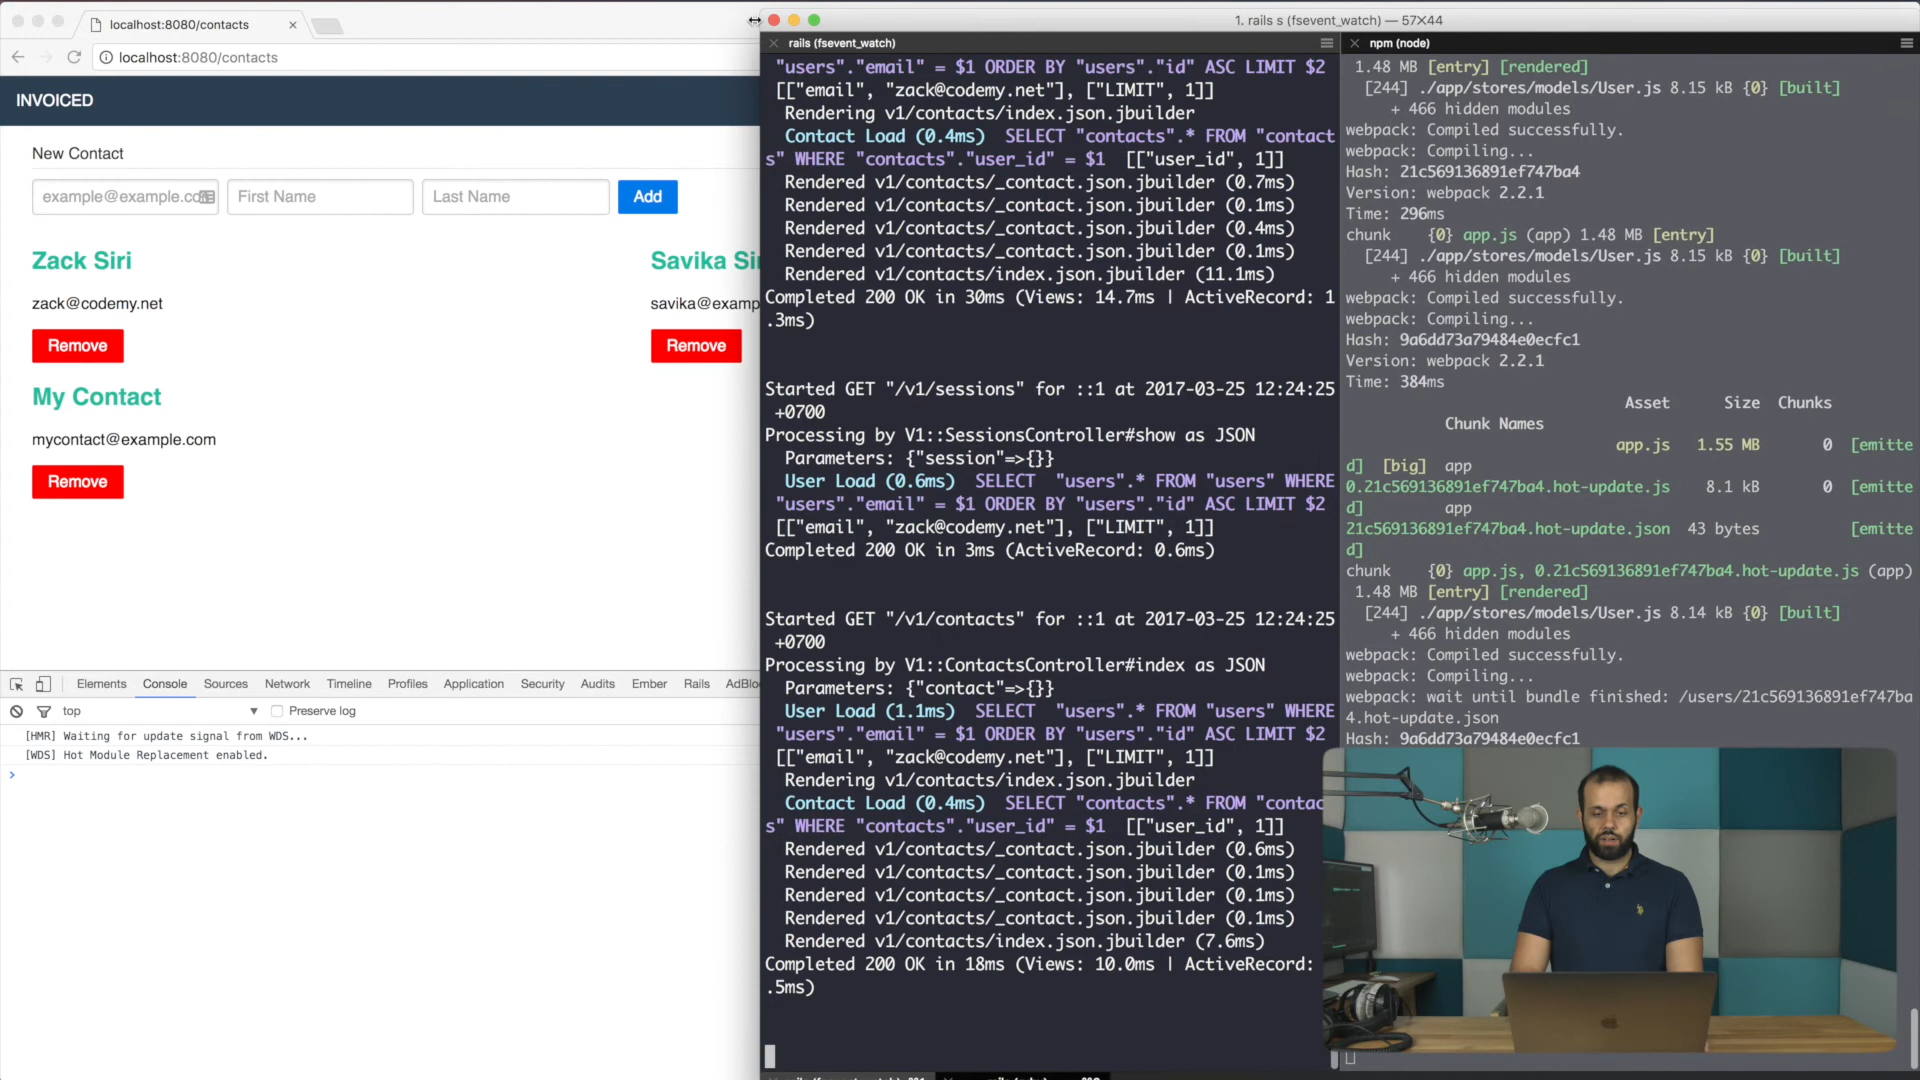 localhost:8080/contacts
localhost:8080/contacts
INVOICED
New Contact
example@example.co
First Name
Last Name
Add
Zack Siri
zack@codemy.net
Remove
Savika Si
savika@examp
Remove
My Contact
mycontact@example.com
Remove
Elements Console Sources Network Timeline Profiles Application Security Audits Ember Rails AdBlo
top
Preserve log
[HMR] Waiting for update signal from WDS...
[WDS] Hot Module Replacement enabled.
>
1. rails s (fsevent_watch) — 57×44
rails (fsevent_watch)
"users"."email" = $1 ORDER BY "users"."id" ASC LIMIT $2
[["email", "zack@codemy.net"], ["LIMIT", 1]]
Rendering v1/contacts/index.json.jbuilder
Contact Load (0.4ms)  SELECT "contacts".* FROM "contact
s" WHERE "contacts"."user_id" = $1  [["user_id", 1]]
Rendered v1/contacts/_contact.json.jbuilder (0.7ms)
Rendered v1/contacts/_contact.json.jbuilder (0.1ms)
Rendered v1/contacts/_contact.json.jbuilder (0.4ms)
Rendered v1/contacts/_contact.json.jbuilder (0.1ms)
Rendered v1/contacts/index.json.jbuilder (11.1ms)
Completed 200 OK in 30ms (Views: 14.7ms | ActiveRecord: 1
.3ms)
Started GET "/v1/sessions" for ::1 at 2017-03-25 12:24:25
+0700
Processing by V1::SessionsController#show as JSON
Parameters: {"session"=>{}}
User Load (0.6ms)  SELECT  "users".* FROM "users" WHERE
"users"."email" = $1 ORDER BY "users"."id" ASC LIMIT $2
[["email", "zack@codemy.net"], ["LIMIT", 1]]
Completed 200 OK in 3ms (ActiveRecord: 0.6ms)
Started GET "/v1/contacts" for ::1 at 2017-03-25 12:24:25
+0700
Processing by V1::ContactsController#index as JSON
Parameters: {"contact"=>{}}
User Load (1.1ms)  SELECT  "users".* FROM "users" WHERE
"users"."email" = $1 ORDER BY "users"."id" ASC LIMIT $2
[["email", "zack@codemy.net"], ["LIMIT", 1]]
Rendering v1/contacts/index.json.jbuilder
Contact Load (0.4ms)  SELECT "contacts".* FROM "contac
s" WHERE "contacts"."user_id" = $1  [["user_id", 1]]
Rendered v1/contacts/_contact.json.jbuilder (0.6ms)
Rendered v1/contacts/_contact.json.jbuilder (0.1ms)
Rendered v1/contacts/_contact.json.jbuilder (0.1ms)
Rendered v1/contacts/_contact.json.jbuilder (0.1ms)
Rendered v1/contacts/index.json.jbuilder (7.6ms)
Completed 200 OK in 18ms (Views: 10.0ms | ActiveRecord:
.5ms)
npm (node)
1.48 MB [entry] [rendered]
[244] ./app/stores/models/User.js 8.15 kB {0} [built]
+ 466 hidden modules
webpack: Compiled successfully.
webpack: Compiling...
Hash: 21c569136891ef747ba4
Version: webpack 2.2.1
Time: 296ms
chunk    {0} app.js (app) 1.48 MB [entry]
[244] ./app/stores/models/User.js 8.15 kB {0} [built]
+ 466 hidden modules
webpack: Compiled successfully.
webpack: Compiling...
Hash: 9a6dd73a79484e0ecfc1
Version: webpack 2.2.1
Time: 384ms
Asset Size Chunks
Chunk Names
app.js 1.55 MB 0 [emitte
d] [big] app
0.21c569136891ef747ba4.hot-update.js 8.1 kB 0 [emitte
d] app
21c569136891ef747ba4.hot-update.json 43 bytes [emitte
d]
chunk    {0} app.js, 0.21c569136891ef747ba4.hot-update.js (app)
1.48 MB [entry] [rendered]
[244] ./app/stores/models/User.js 8.14 kB {0} [built]
+ 466 hidden modules
webpack: Compiled successfully.
webpack: Compiling...
webpack: wait until bundle finished: /users/21c569136891ef747ba
4.hot-update.json
Hash: 9a6dd73a79484e0ecfc1